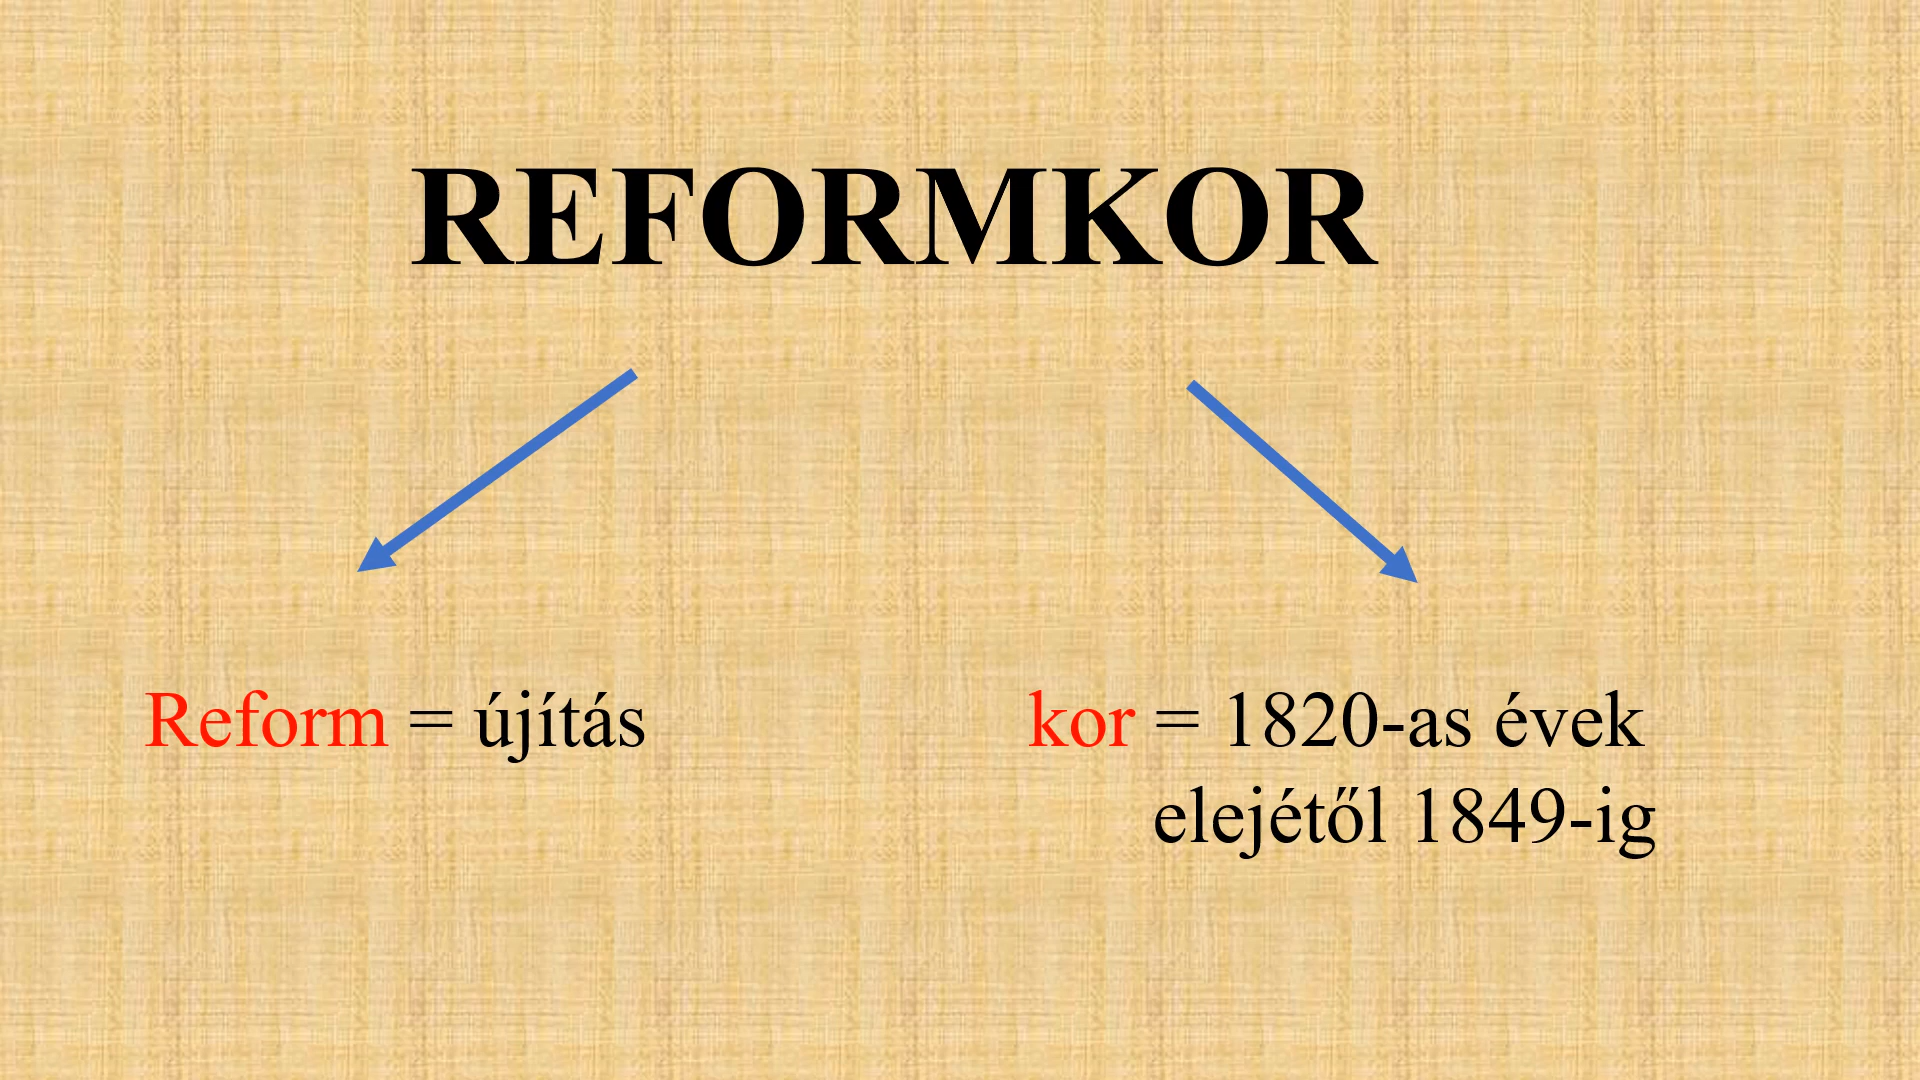 REFORMKOR
Reform = újítás
kor = 1820-as évek
elejétől 1849-ig